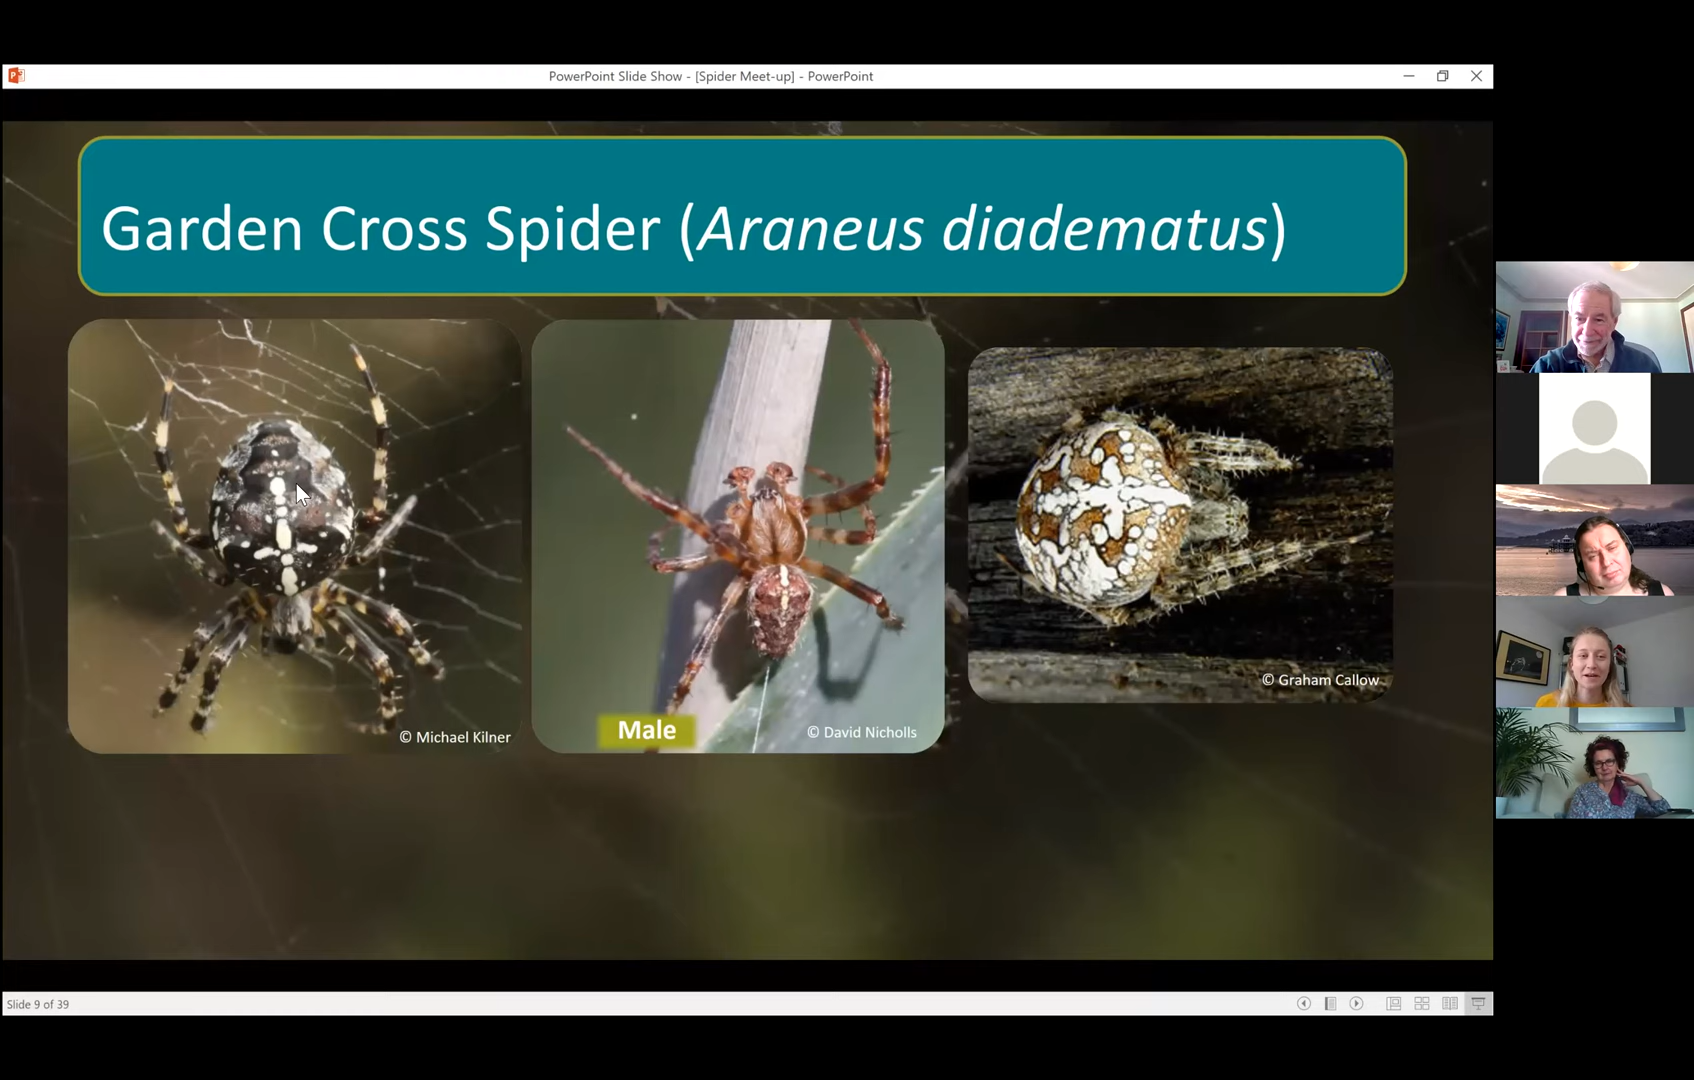 PowerPoint Slide Show - [Spider Meet-up] - PowerPoint
Garden Cross Spider (Araneus diadematus)
© Michael Kilner
Male
© David Nicholls
© Graham Callow
Slide 9 of 39